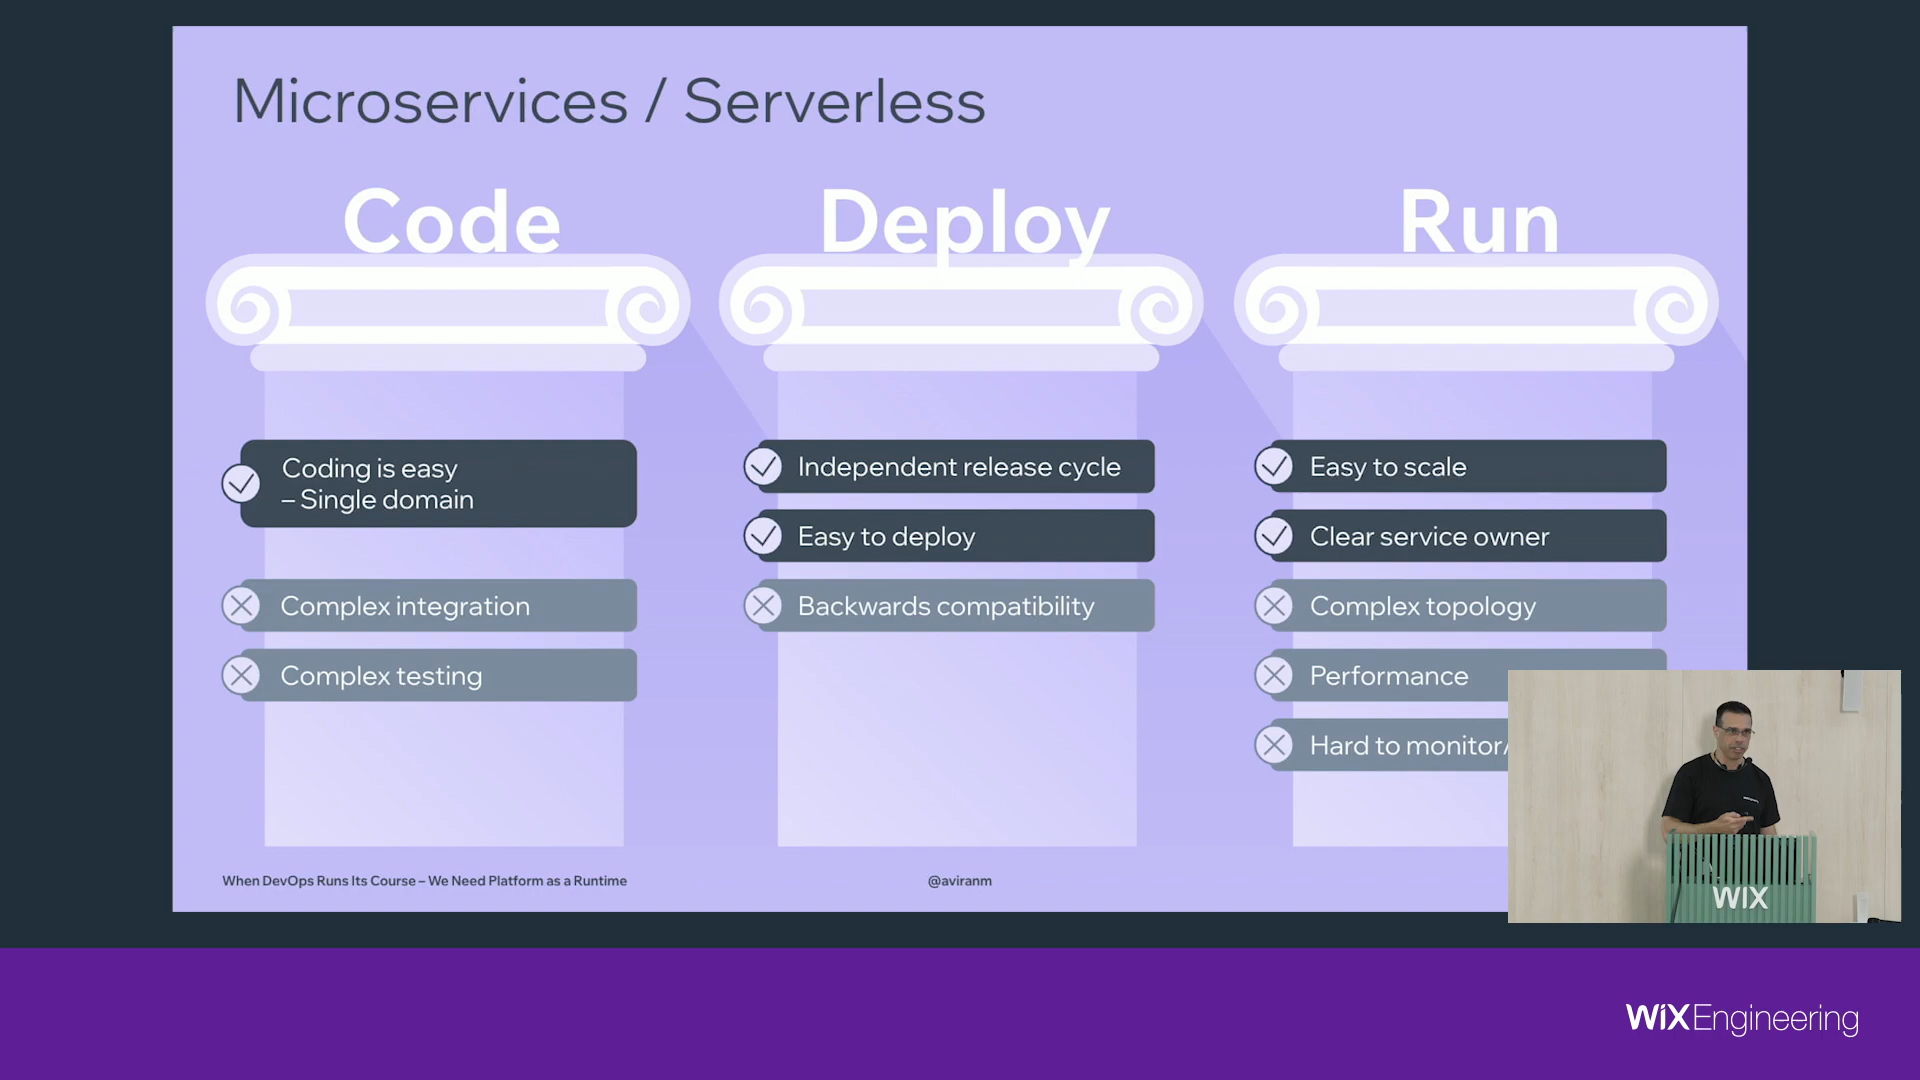 Microservices / Serverless
Code
Deploy
Run
Coding is easy
– Single domain
Complex integration
Complex testing
Independent release cycle
Easy to deploy
Backwards compatibility
Easy to scale
Clear service owner
Complex topology
Performance
Hard to monitor/
When DevOps Runs Its Course – We Need Platform as a Runtime
@aviranm
WIX
WiXEngineering